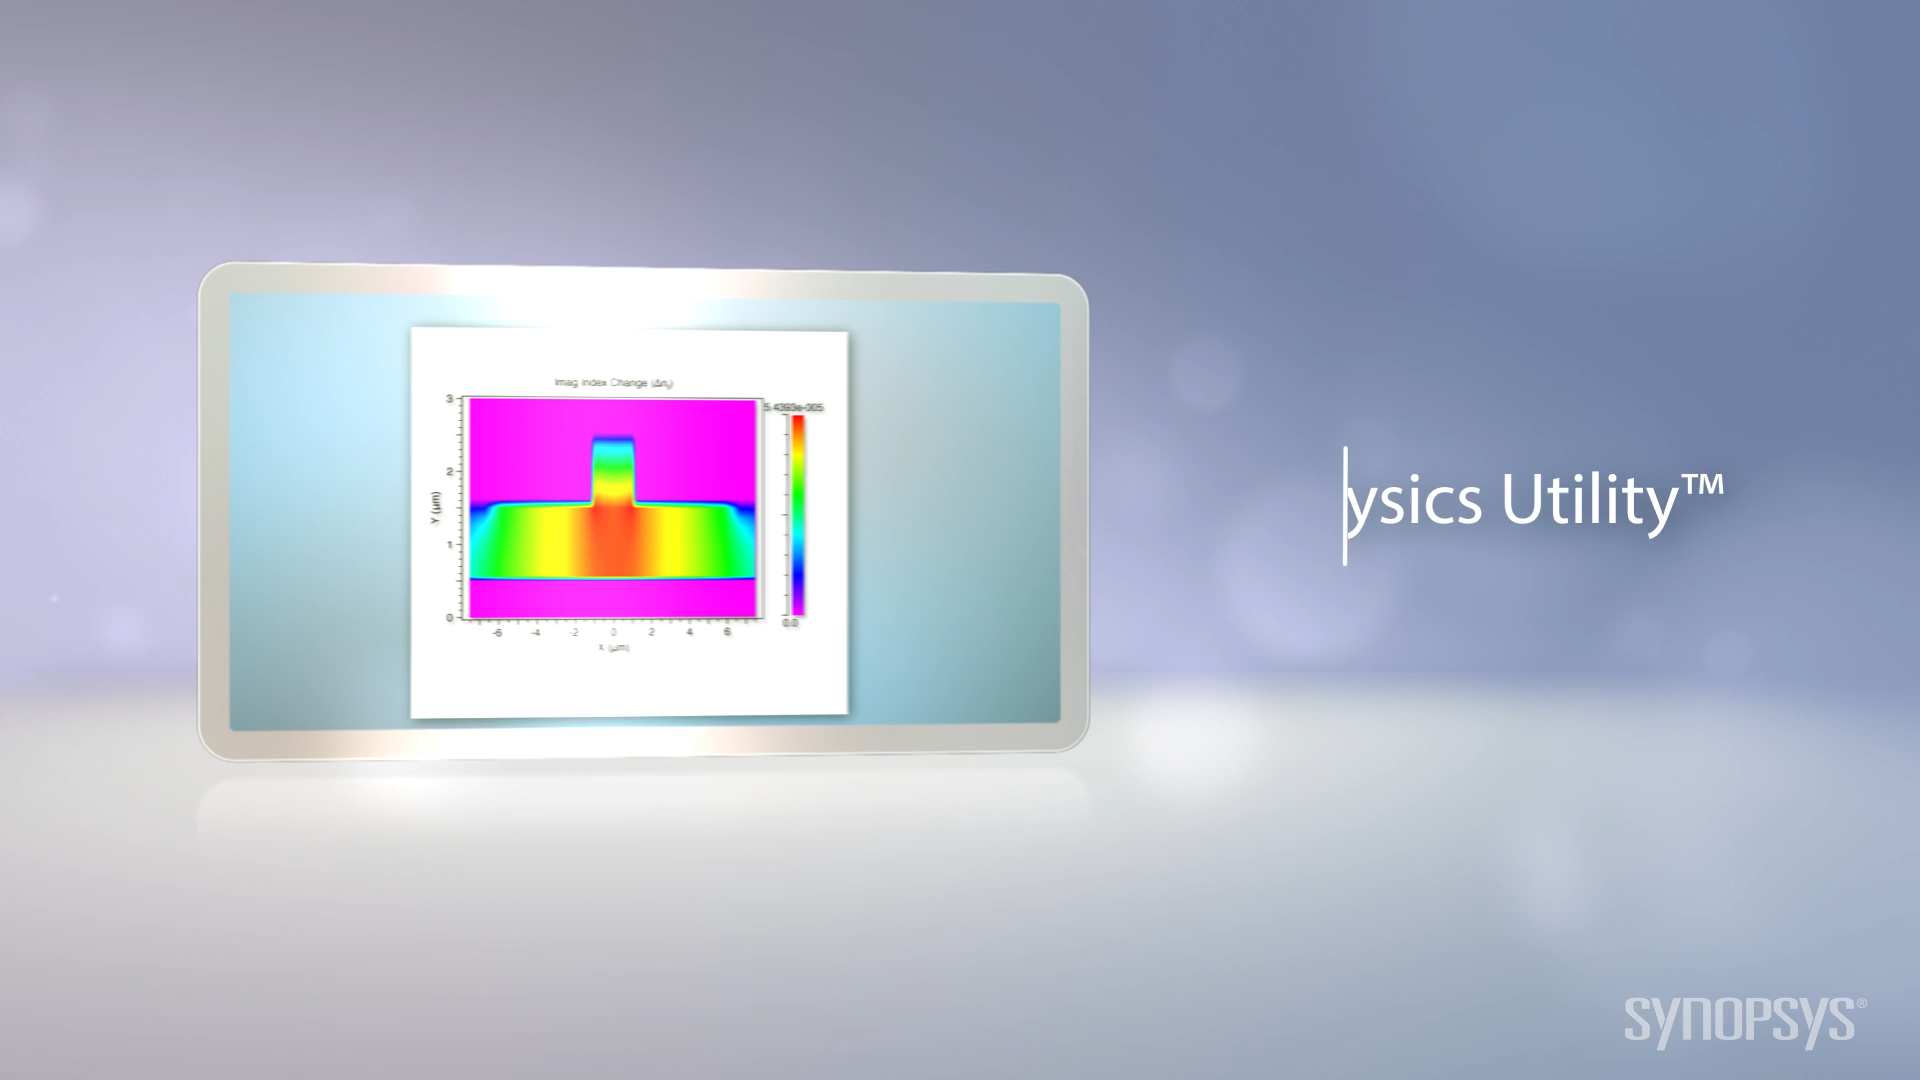 Imag Index Change (Δnᵢ)
5.4393e-005
3
2
1
0
Y (μm)
0.0
-6 -4 -2 0 2 4 6
X (μm)
ysics Utility™
SYNOPSYS®